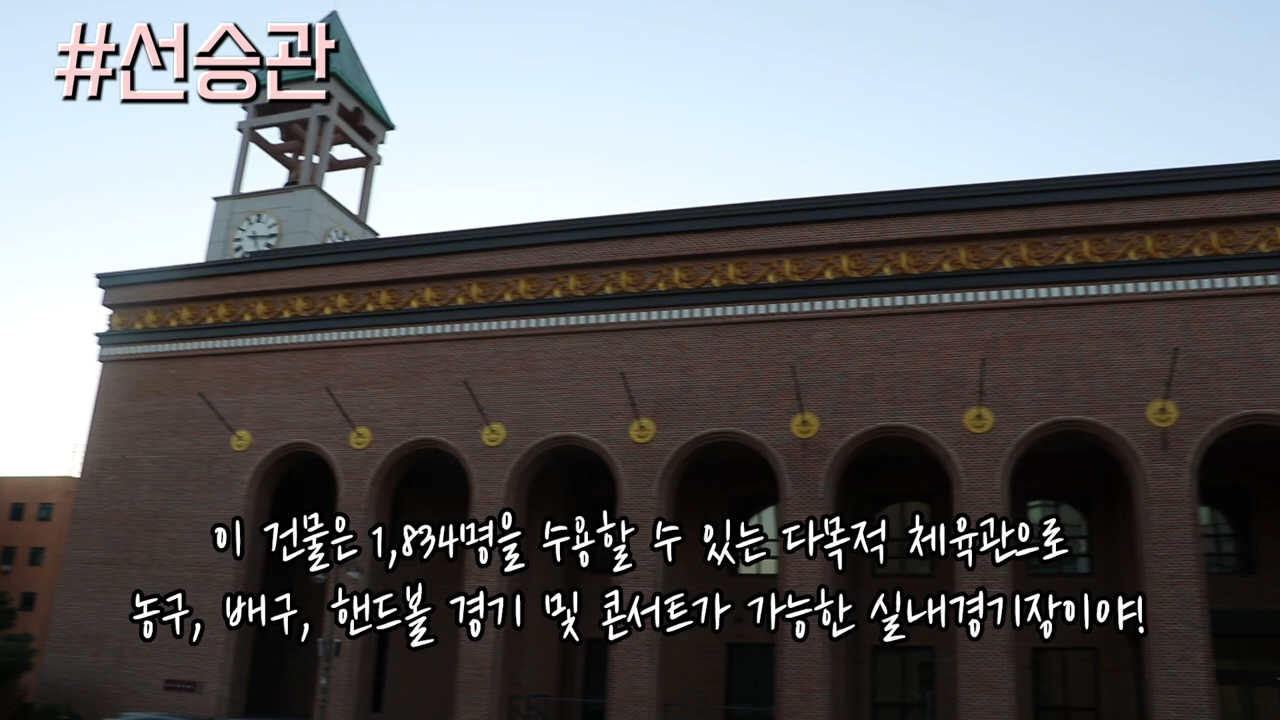 #선승관
이 건물은 1,834명을 수용할 수 있는 다목적 체육관으로
농구, 배구, 핸드볼 경기 및 콘서트가 가능한 실내경기장이야!